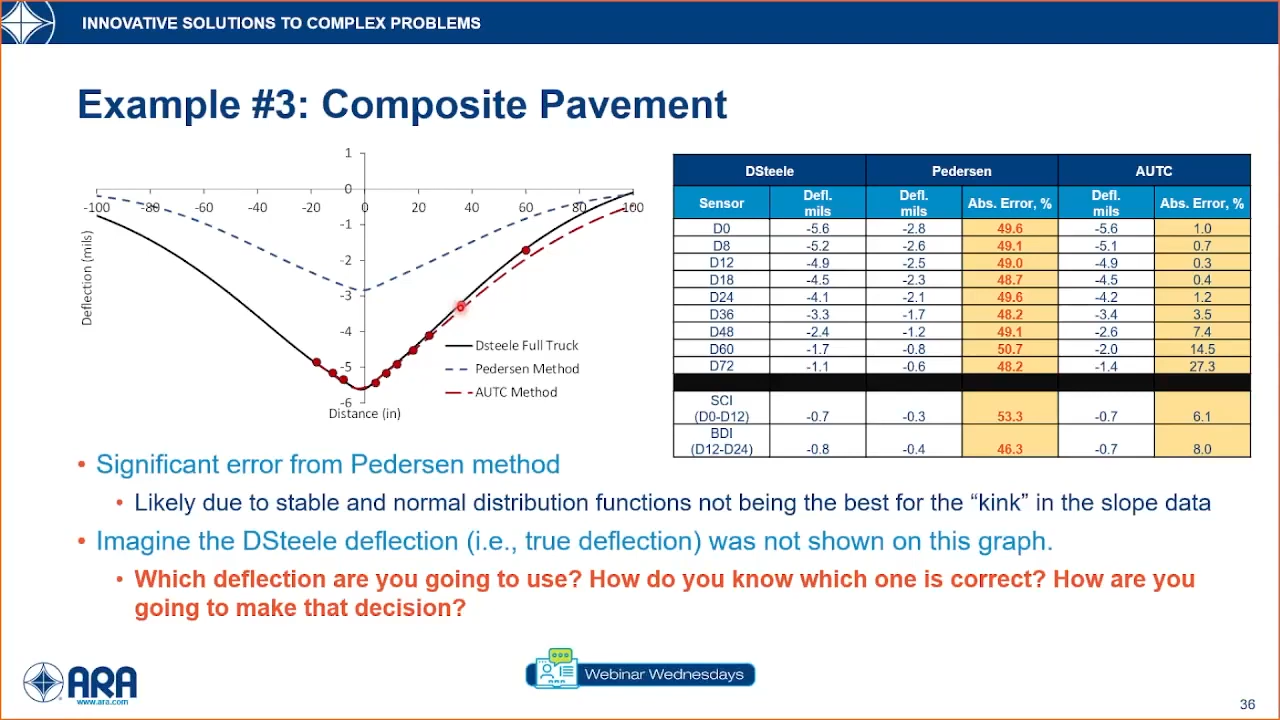 INNOVATIVE SOLUTIONS TO COMPLEX PROBLEMS
Example #3: Composite Pavement
1
0
-100 -80 -60 -40 -20 0 20 40 60 80 100
-1
-2
-3
-4
-5
-6
Deflection (mils)
Distance (in)
Dsteele Full Truck
Pedersen Method
AUTC Method
DSteele Pedersen AUTC
Sensor Defl. mils Defl. mils Abs. Error, % Defl. mils Abs. Error, %
D0 -5.6 -2.8 49.6 -5.6 1.0
D8 -5.2 -2.6 49.1 -5.1 0.7
D12 -4.9 -2.5 49.0 -4.9 0.3
D18 -4.5 -2.3 48.7 -4.5 0.4
D24 -4.1 -2.1 49.6 -4.2 1.2
D36 -3.3 -1.7 48.2 -3.4 3.5
D48 -2.4 -1.2 49.1 -2.6 7.4
D60 -1.7 -0.8 50.7 -2.0 14.5
D72 -1.1 -0.6 48.2 -1.4 27.3
SCI
(D0-D12) -0.7 -0.3 53.3 -0.7 6.1
BDI
(D12-D24) -0.8 -0.4 46.3 -0.7 8.0
• Significant error from Pedersen method
• Likely due to stable and normal distribution functions not being the best for the “kink” in the slope data
• Imagine the DSteele deflection (i.e., true deflection) was not shown on this graph.
• Which deflection are you going to use? How do you know which one is correct? How are you
going to make that decision?
ARA
www.ara.com
Webinar Wednesdays
36